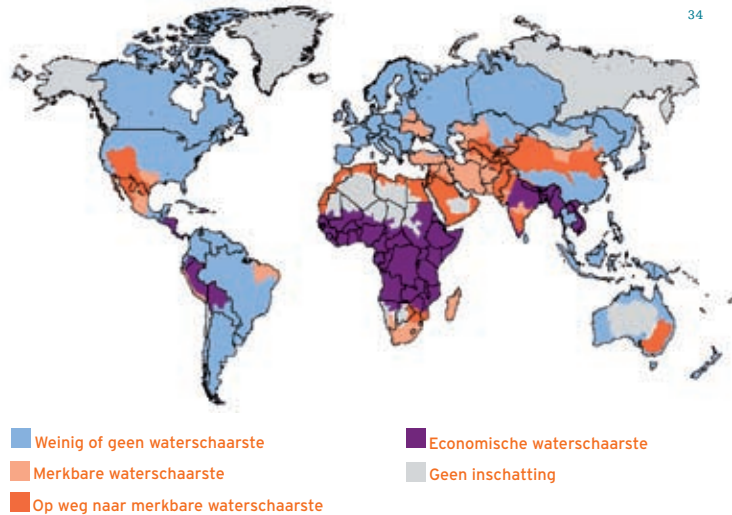 34
Weinig of geen waterschaarste
Merkbare waterschaarste
Op weg naar merkbare waterschaarste
Economische waterschaarste
Geen inschatting